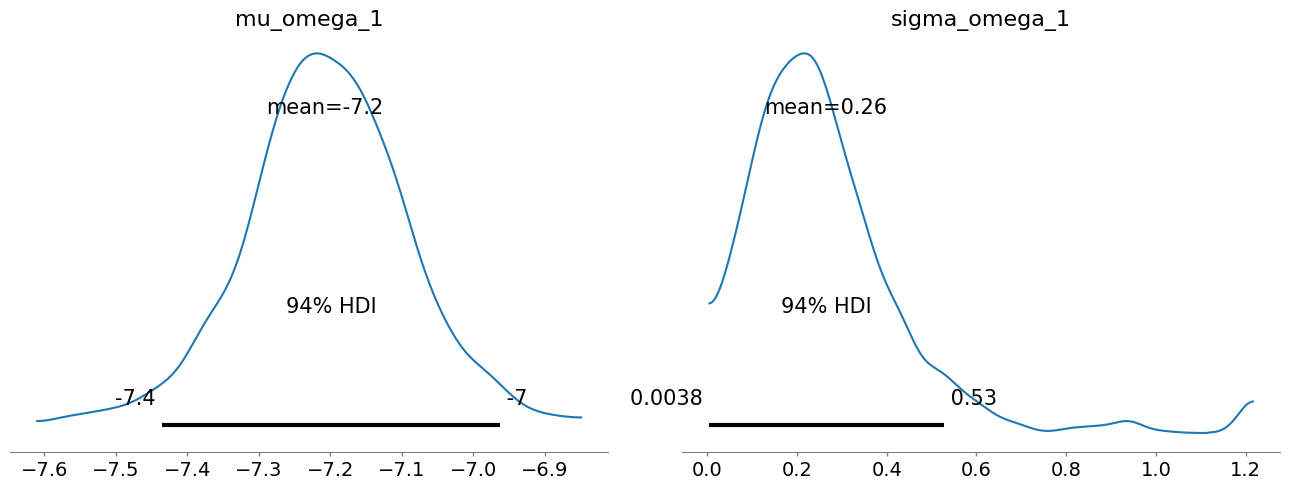 mu_omega_1
mean=-7.2
94% HDI
-7.4
-7
−7.6 −7.5 −7.4 −7.3 −7.2 −7.1 −7.0 −6.9
sigma_omega_1
mean=0.26
94% HDI
0.0038
0.53
0.0 0.2 0.4 0.6 0.8 1.0 1.2